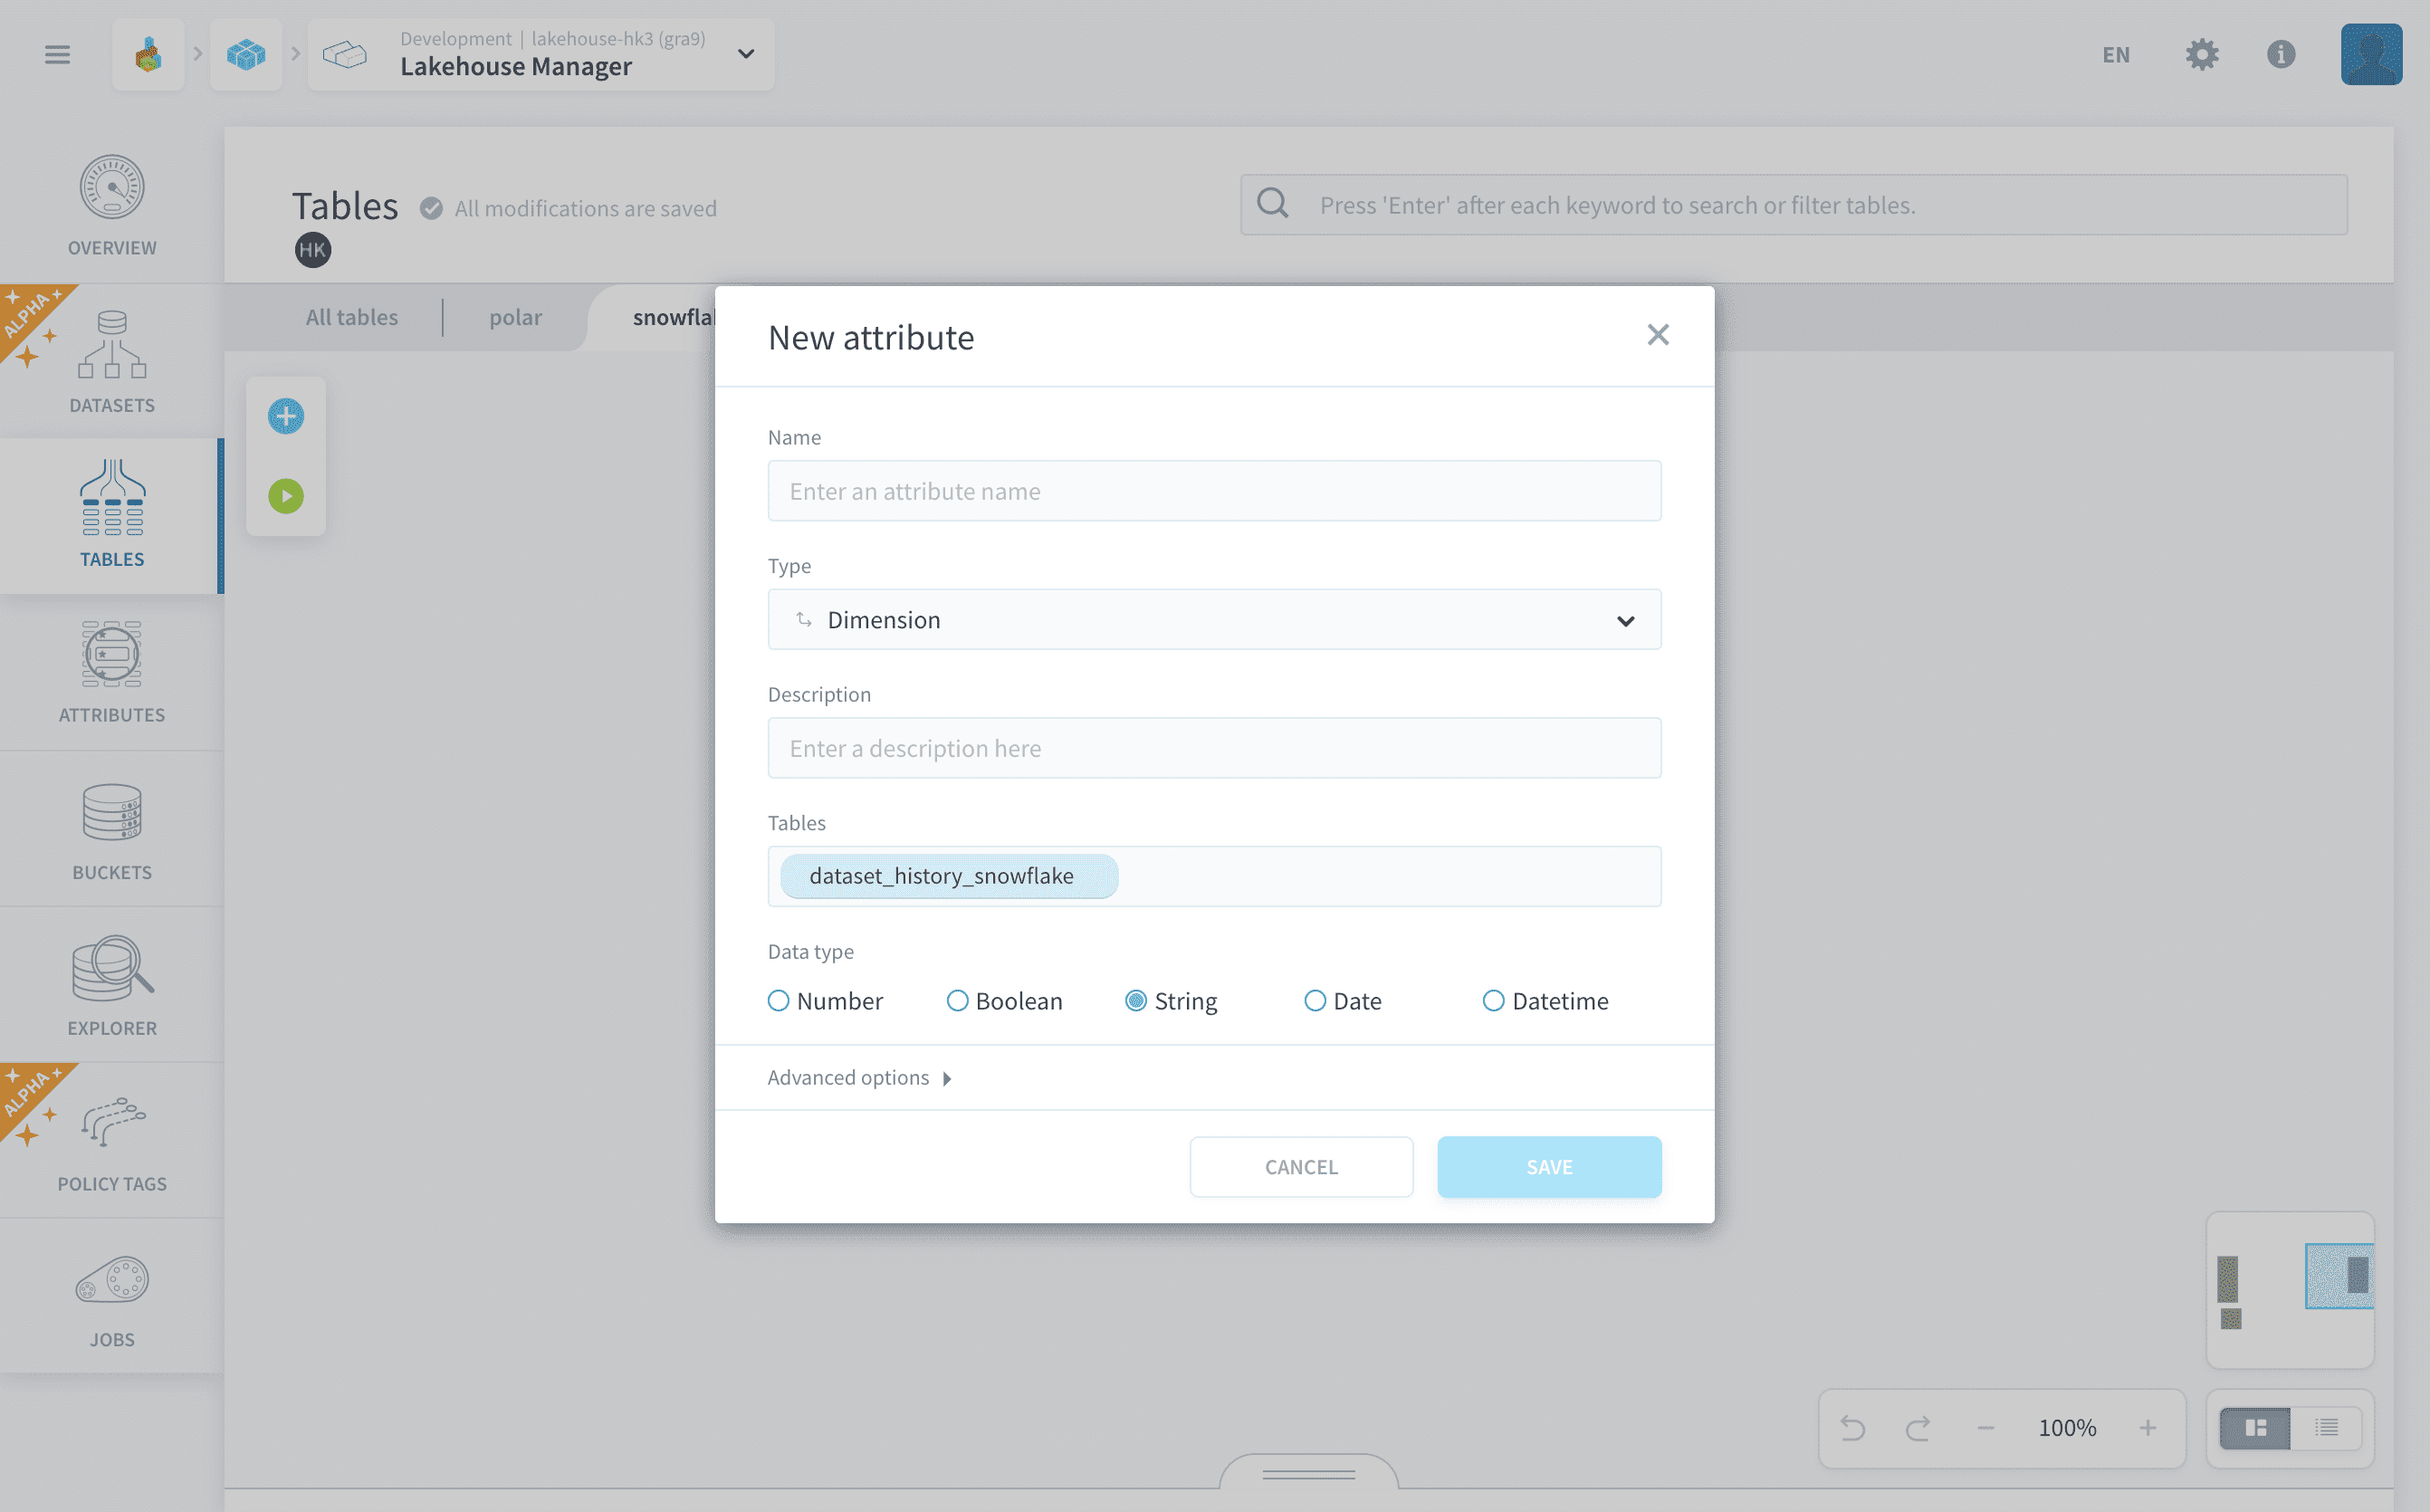 Development | lakehouse-hk3 (gra9)
Lakehouse Manager
EN
OVERVIEW
ALPHA
DATASETS
TABLES
ATTRIBUTES
BUCKETS
EXPLORER
ALPHA
POLICY TAGS
JOBS
Tables
All modifications are saved
HK
Press 'Enter' after each keyword to search or filter tables.
All tables
polar
New attribute
Name
Enter an attribute name
Type
Dimension
Description
Enter a description here
Tables
dataset_history_snowflake
Data type
Number
Boolean
String
Date
Datetime
Advanced options
CANCEL
SAVE
100%